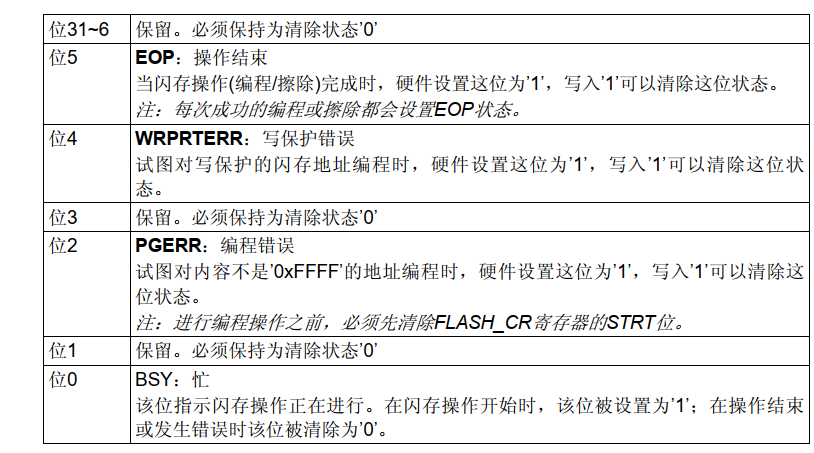 位31~6 保留。必须保持为清除状态’0’
位5 EOP：操作结束
当闪存操作(编程/擦除)完成时，硬件设置这位为’1’，写入’1’可以清除这位状态。
注：每次成功的编程或擦除都会设置EOP状态。
位4 WRPRTERR：写保护错误
试图对写保护的闪存地址编程时，硬件设置这位为’1’，写入’1’可以清除这位状
态。
位3 保留。必须保持为清除状态’0’
位2 PGERR：编程错误
试图对内容不是’0xFFFF’的地址编程时，硬件设置这位为’1’，写入’1’可以清除这
位状态。
注：进行编程操作之前，必须先清除FLASH_CR寄存器的STRT位。
位1 保留。必须保持为清除状态’0’
位0 BSY：忙
该位指示闪存操作正在进行。在闪存操作开始时，该位被设置为’1’；在操作结束
或发生错误时该位被清除为’0’。